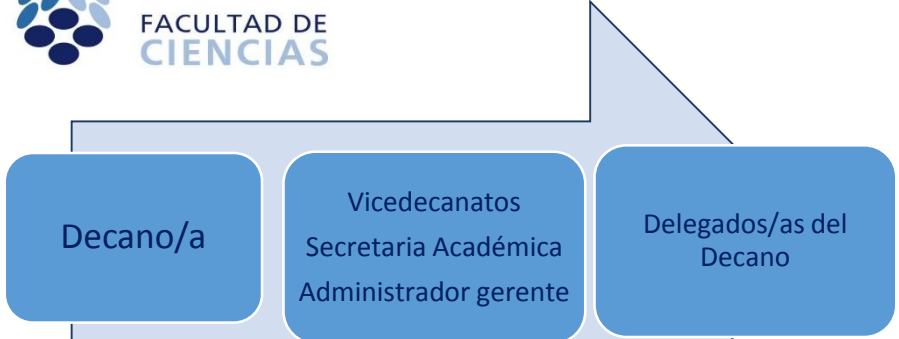 FACULTAD DE
CIENCIAS
Decano/a
Vicedecanatos
Secretaria Académica
Administrador gerente
Delegados/as del
Decano